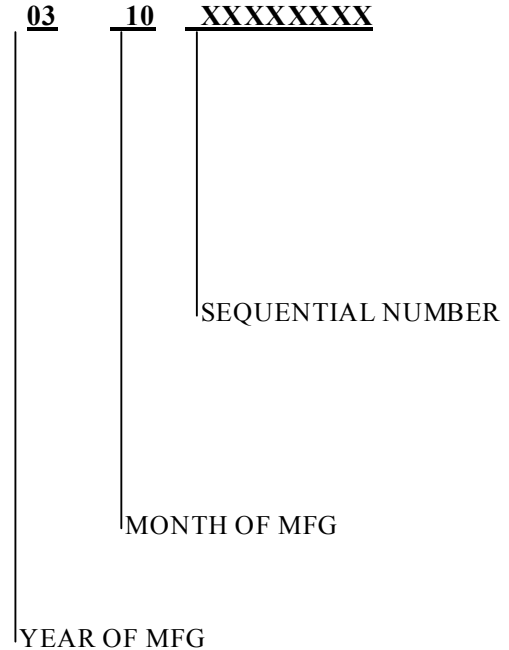 03 10 XXXXXXXX
SEQUENTIAL NUMBER
MONTH OF MFG
YEAR OF MFG